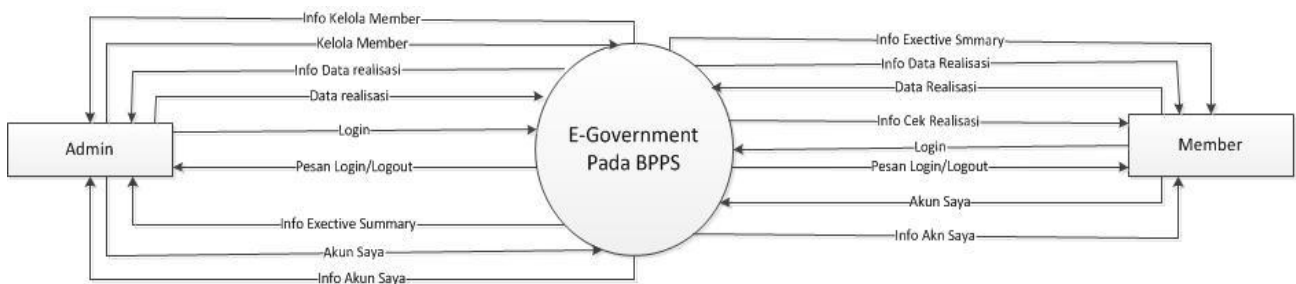 Info Kelola Member
Kelola Member
Info Data realisasi
Data realisasi
Login
Pesan Login/Logout
Info Exective Summary
Akun Saya
Info Akun Saya
Admin
E-Government
Pada BPPS
Info Exective Smmary
Info Data Realisasi
Data Realisasi
Info Cek Realisasi
Login
Pesan Login/Logout
Akun Saya
Info Akn Saya
Member